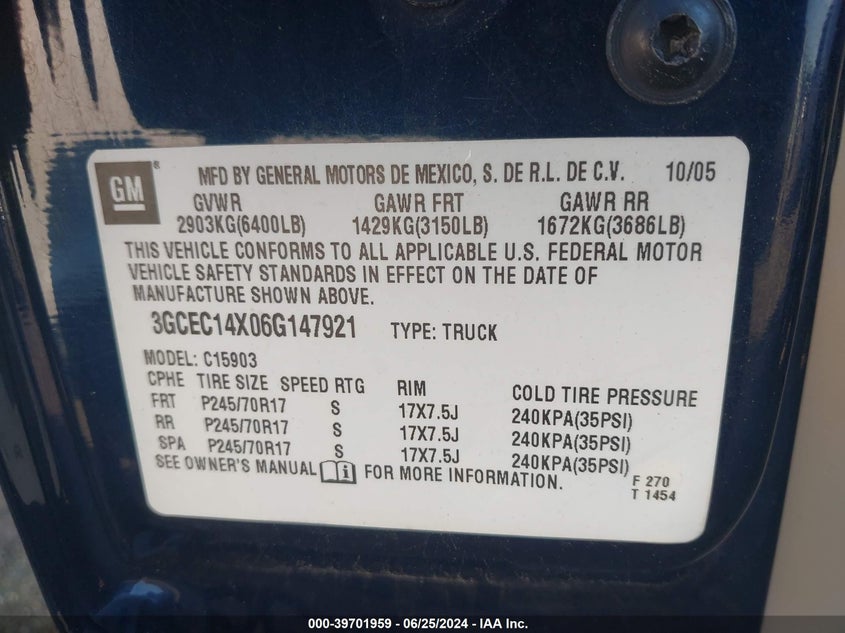 GM
MFD BY GENERAL MOTORS DE MEXICO, S. DE R.L. DE C.V. 10/05
GVWR GAWR FRT GAWR RR
2903KG(6400LB) 1429KG(3150LB) 1672KG(3686LB)
THIS VEHICLE CONFORMS TO ALL APPLICABLE U.S. FEDERAL MOTOR
VEHICLE SAFETY STANDARDS IN EFFECT ON THE DATE OF
MANUFACTURE SHOWN ABOVE.
3GCEC14X06G147921 TYPE: TRUCK
MODEL: C15903
CPHE TIRE SIZE SPEED RTG RIM COLD TIRE PRESSURE
FRT P245/70R17 S 17X7.5J 240KPA(35PSI)
RR P245/70R17 S 17X7.5J 240KPA(35PSI)
SPA P245/70R17 S 17X7.5J 240KPA(35PSI)
SEE OWNER'S MANUAL FOR MORE INFORMATION.
F 270
T 1454
000-39701959 - 06/25/2024 - IAA Inc.